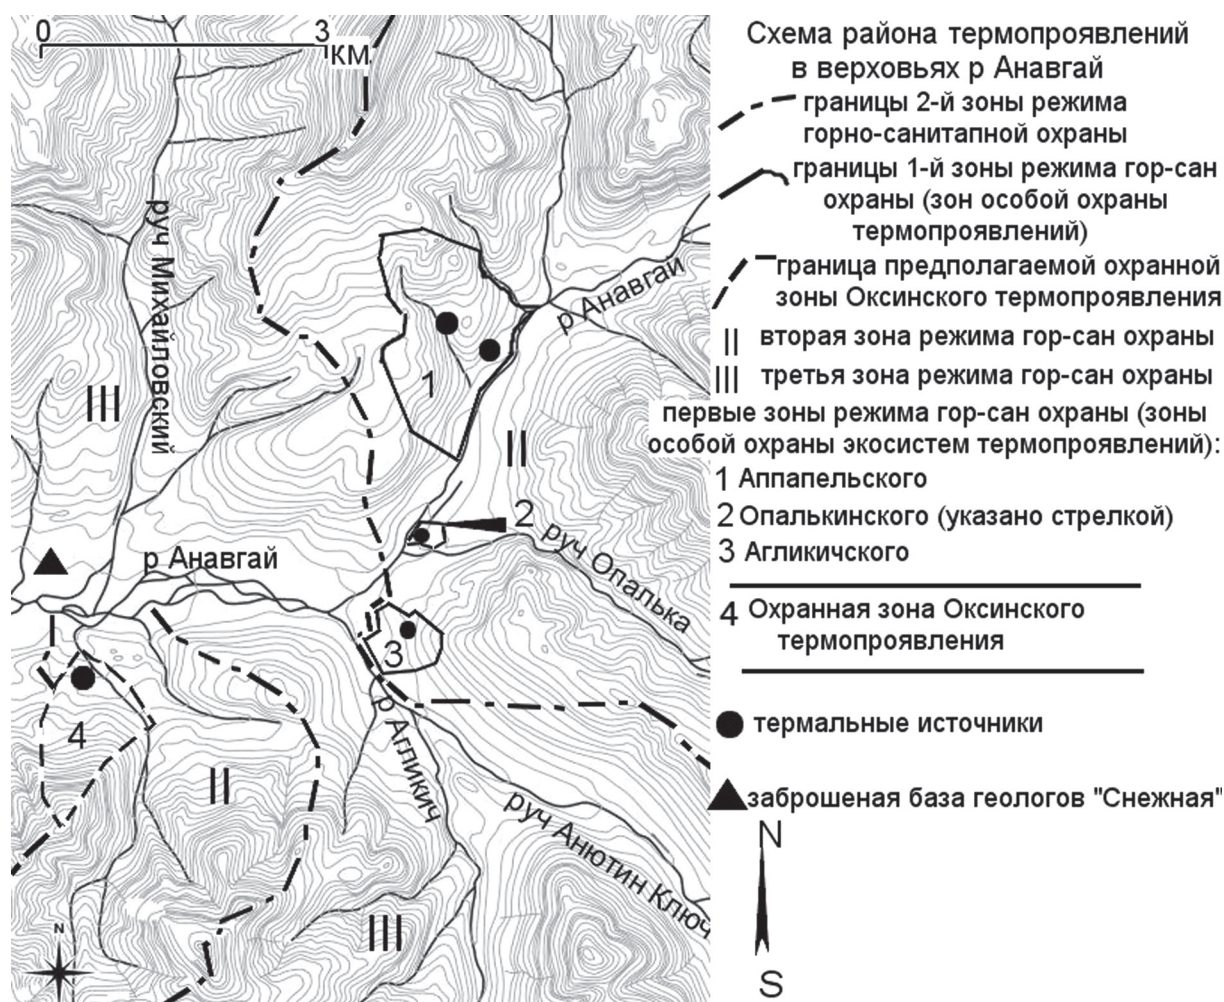 0 3
КМ
руч Михайловский
р Анавгай
1
III
II
2
руч Опалька
р Анавгай
3
4
р Агликич
II
руч Анютин Ключ
III
N
Схема района термопроявлений
в верховьях р Анавгай
границы 2-й зоны режима
горно-санитапной охраны
границы 1-й зоны режима гор-сан
охраны (зон особой охраны
термопроявлений)
граница предполагаемой охранной
зоны Оксинского термопроявления
II вторая зона режима гор-сан охраны
III третья зона режима гор-сан охраны
первые зоны режима гор-сан охраны (зоны
особой охраны экосистем термопроявлений):
1 Аппапельского
2 Опалькинского (указано стрелкой)
3 Агликичского
4 Охранная зона Оксинского
термопроявления
термальные источники
заброшеная база геологов "Снежная"
N
S